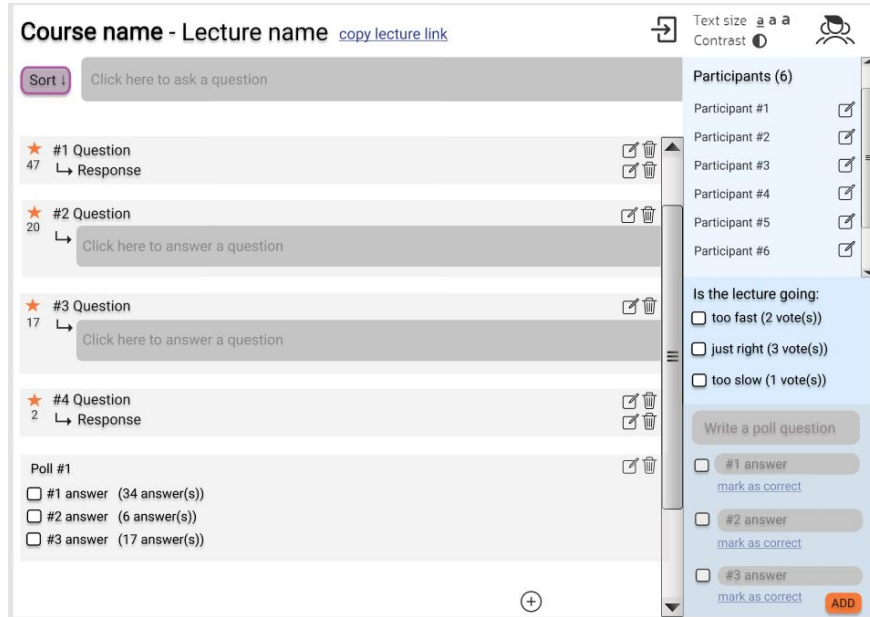 Course name - Lecture name copy lecture link
Text size a a a
Contrast
Sort ↓
Click here to ask a question
#1 Question
47
Response
#2 Question
20
Click here to answer a question
#3 Question
17
Click here to answer a question
#4 Question
2
Response
Poll #1
#1 answer (34 answer(s))
#2 answer (6 answer(s))
#3 answer (17 answer(s))
Participants (6)
Participant #1
Participant #2
Participant #3
Participant #4
Participant #5
Participant #6
Is the lecture going:
too fast (2 vote(s))
just right (3 vote(s))
too slow (1 vote(s))
Write a poll question
#1 answer
mark as correct
#2 answer
mark as correct
#3 answer
mark as correct
ADD